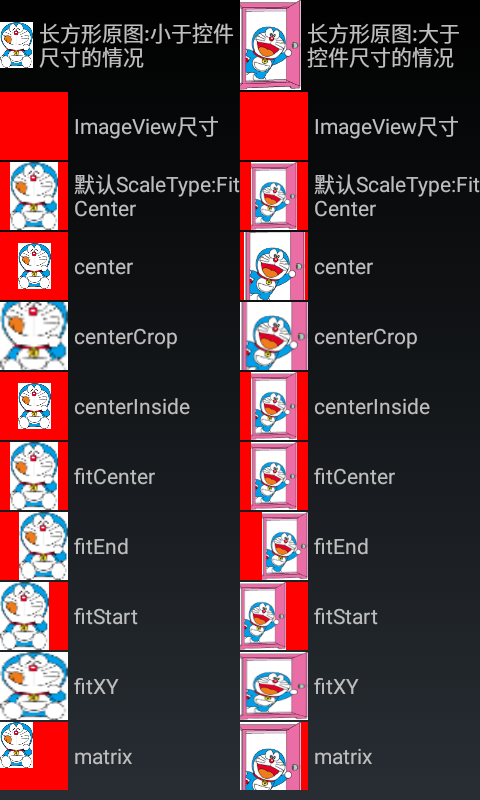 长方形原图:小于控件
尺寸的情况
ImageView尺寸
默认ScaleType:Fit
Center
center
centerCrop
centerInside
fitCenter
fitEnd
fitStart
fitXY
matrix
长方形原图:大于
控件尺寸的情况
ImageView尺寸
默认ScaleType:Fit
Center
center
centerCrop
centerInside
fitCenter
fitEnd
fitStart
fitXY
matrix